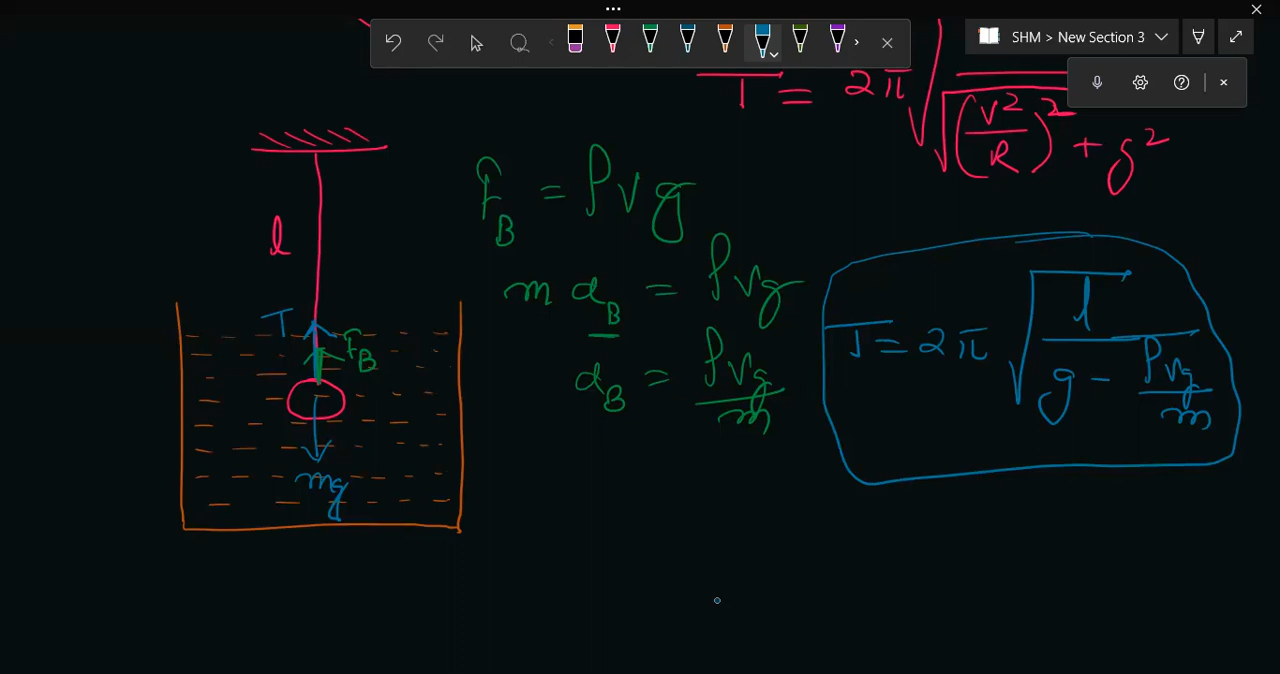 SHM > New Section 3
T = 2π √ / √((V²/R)² + g²)
l
T
F_B
mg
F_B = ρVg
m a_B = ρVg
a_B = ρVg/m
T = 2π √(l / (g - ρVg/m))